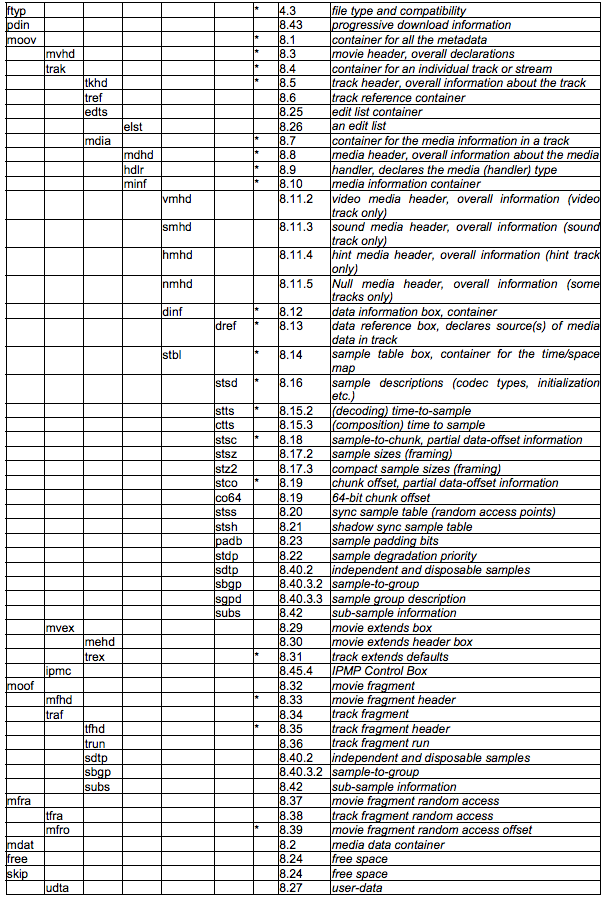 ftyp * 4.3 file type and compatibility
pdin 8.43 progressive download information
moov * 8.1 container for all the metadata
mvhd * 8.3 movie header, overall declarations
trak * 8.4 container for an individual track or stream
tkhd * 8.5 track header, overall information about the track
tref 8.6 track reference container
edts 8.25 edit list container
elst 8.26 an edit list
mdia * 8.7 container for the media information in a track
mdhd * 8.8 media header, overall information about the media
hdlr * 8.9 handler, declares the media (handler) type
minf * 8.10 media information container
vmhd 8.11.2 video media header, overall information (video
track only)
smhd 8.11.3 sound media header, overall information (sound
track only)
hmhd 8.11.4 hint media header, overall information (hint track
only)
nmhd 8.11.5 Null media header, overall information (some
tracks only)
dinf * 8.12 data information box, container
dref * 8.13 data reference box, declares source(s) of media
data in track
stbl * 8.14 sample table box, container for the time/space
map
stsd * 8.16 sample descriptions (codec types, initialization
etc.)
stts * 8.15.2 (decoding) time-to-sample
ctts 8.15.3 (composition) time to sample
stsc * 8.18 sample-to-chunk, partial data-offset information
stsz 8.17.2 sample sizes (framing)
stz2 8.17.3 compact sample sizes (framing)
stco * 8.19 chunk offset, partial data-offset information
co64 8.19 64-bit chunk offset
stss 8.20 sync sample table (random access points)
stsh 8.21 shadow sync sample table
padb 8.23 sample padding bits
stdp 8.22 sample degradation priority
sdtp 8.40.2 independent and disposable samples
sbgp 8.40.3.2 sample-to-group
sgpd 8.40.3.3 sample group description
subs 8.42 sub-sample information
mvex 8.29 movie extends box
mehd 8.30 movie extends header box
trex * 8.31 track extends defaults
ipmc 8.45.4 IPMP Control Box
moof 8.32 movie fragment
mfhd * 8.33 movie fragment header
traf 8.34 track fragment
tfhd * 8.35 track fragment header
trun 8.36 track fragment run
sdtp 8.40.2 independent and disposable samples
sbgp 8.40.3.2 sample-to-group
subs 8.42 sub-sample information
mfra 8.37 movie fragment random access
tfra 8.38 track fragment random access
mfro * 8.39 movie fragment random access offset
mdat 8.2 media data container
free 8.24 free space
skip 8.24 free space
udta 8.27 user-data